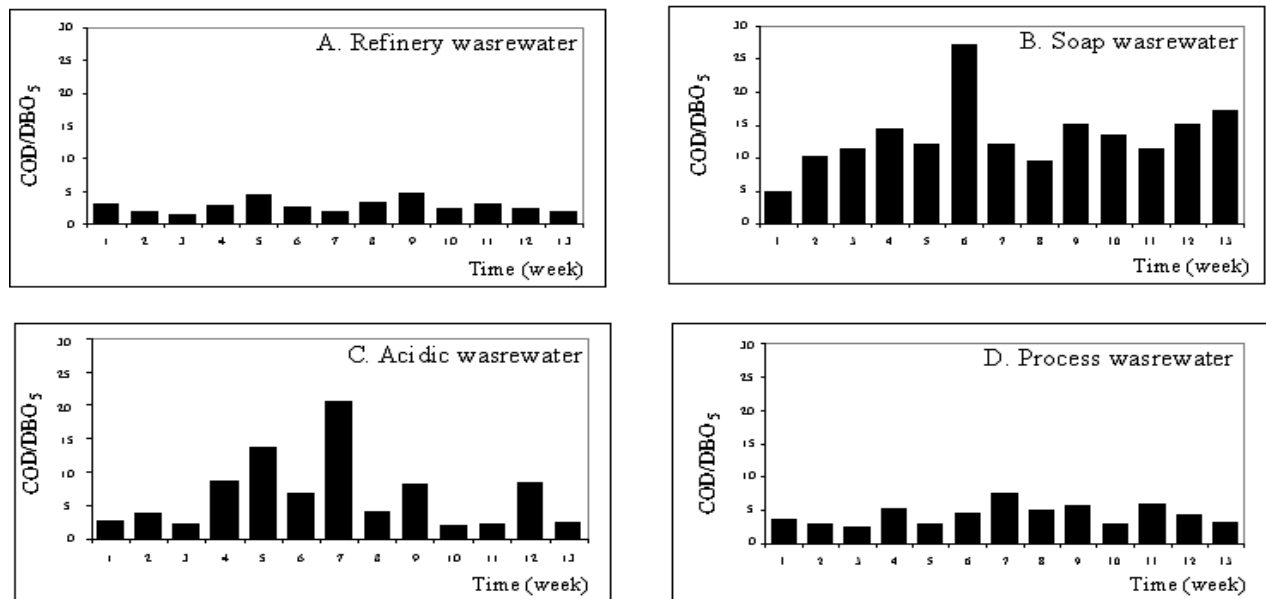 A. Refinery wasrewater
COD/DBO5
30
25
20
15
10
5
0
1 2 3 4 5 6 7 8 9 10 11 12 13
Time (week)
B. Soap wasrewater
COD/DBO5
30
25
20
15
10
5
0
1 2 3 4 5 6 7 8 9 10 11 12 13
Time (week)
C. Acidic wasrewater
COD/DBO5
30
25
20
15
10
5
0
1 2 3 4 5 6 7 8 9 10 11 12 13
Time (week)
D. Process wasrewater
COD/DBO5
30
25
20
15
10
5
0
1 2 3 4 5 6 7 8 9 10 11 12 13
Time (week)